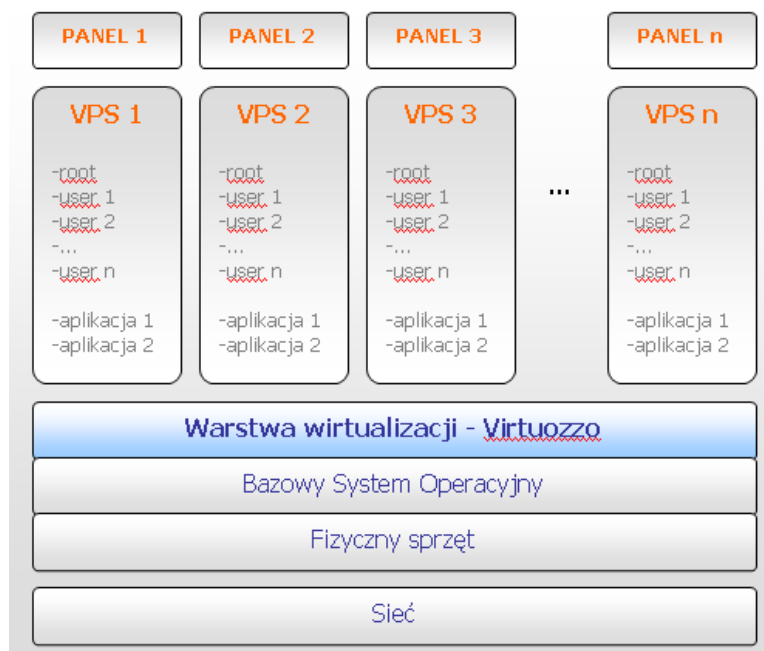 PANEL 1
PANEL 2
PANEL 3
PANEL n
VPS 1
-root
-user 1
-user 2
-...
-user n
-aplikacja 1
-aplikacja 2
VPS 2
-root
-user 1
-user 2
-...
-user n
-aplikacja 1
-aplikacja 2
VPS 3
-root
-user 1
-user 2
-...
-user n
-aplikacja 1
-aplikacja 2
...
VPS n
-root
-user 1
-user 2
-...
-user n
-aplikacja 1
-aplikacja 2
Warstwa wirtualizacji - Virtuozzo
Bazowy System Operacyjny
Fizyczny sprzęt
Sieć